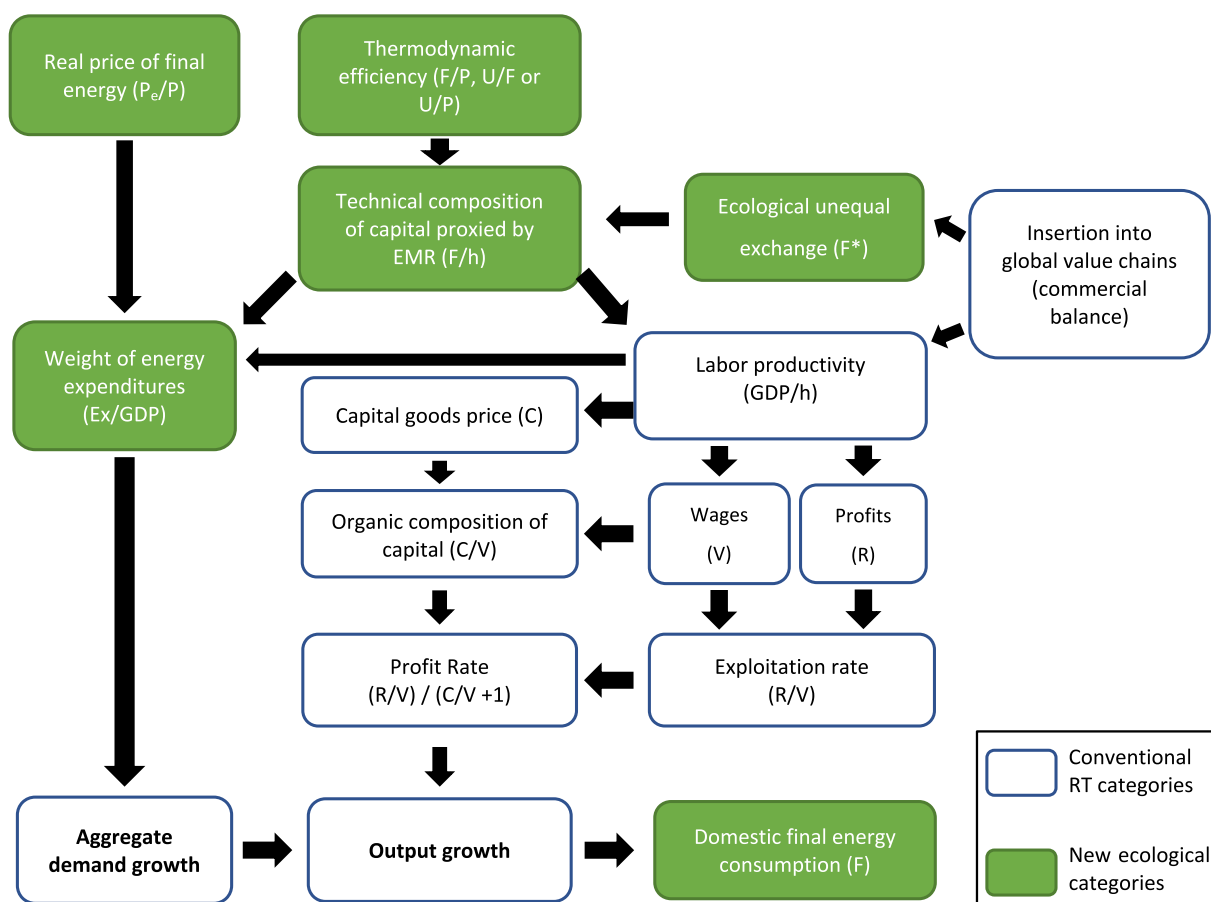 Real price of final
energy (Pₑ/P)
Thermodynamic
efficiency (F/P, U/F or
U/P)
Technical composition
of capital proxied by
EMR (F/h)
Ecological unequal
exchange (F*)
Insertion into
global value chains
(commercial
balance)
Weight of energy
expenditures
(Ex/GDP)
Labor productivity
(GDP/h)
Capital goods price (C)
Organic composition of
capital (C/V)
Wages
(V)
Profits
(R)
Profit Rate
(R/V) / (C/V +1)
Exploitation rate
(R/V)
Aggregate
demand growth
Output growth
Domestic final energy
consumption (F)
Conventional
RT categories
New ecological
categories